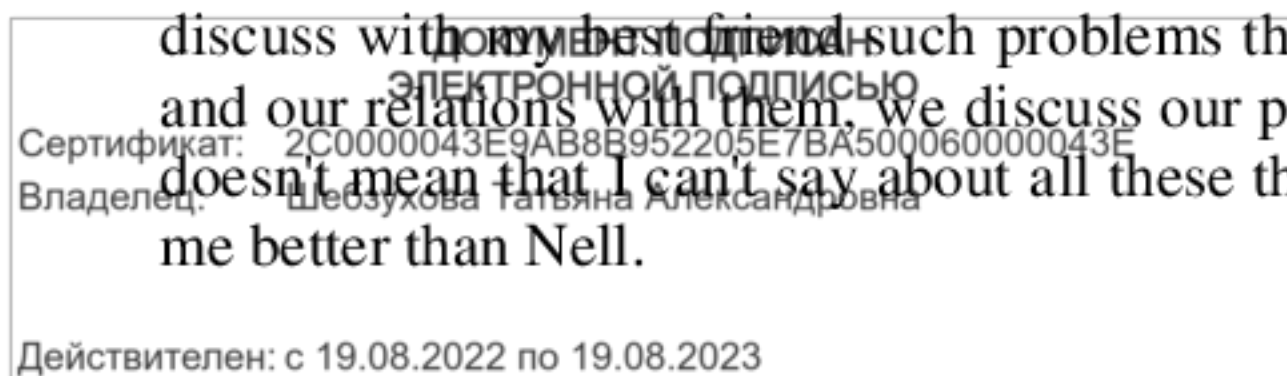 discuss with my best friend such problems th
ДОКУМЕНТ ПОДПИСАН
ЭЛЕКТРОННОЙ ПОДПИСЬЮ
and our relations with them, we discuss our p
Сертификат: 2C0000043E9AB8B952205E7BA500060000043E
doesn't mean that I can't say about all these th
Владелец: Шебзухова Татьяна Александровна
me better than Nell.
Действителен: с 19.08.2022 по 19.08.2023